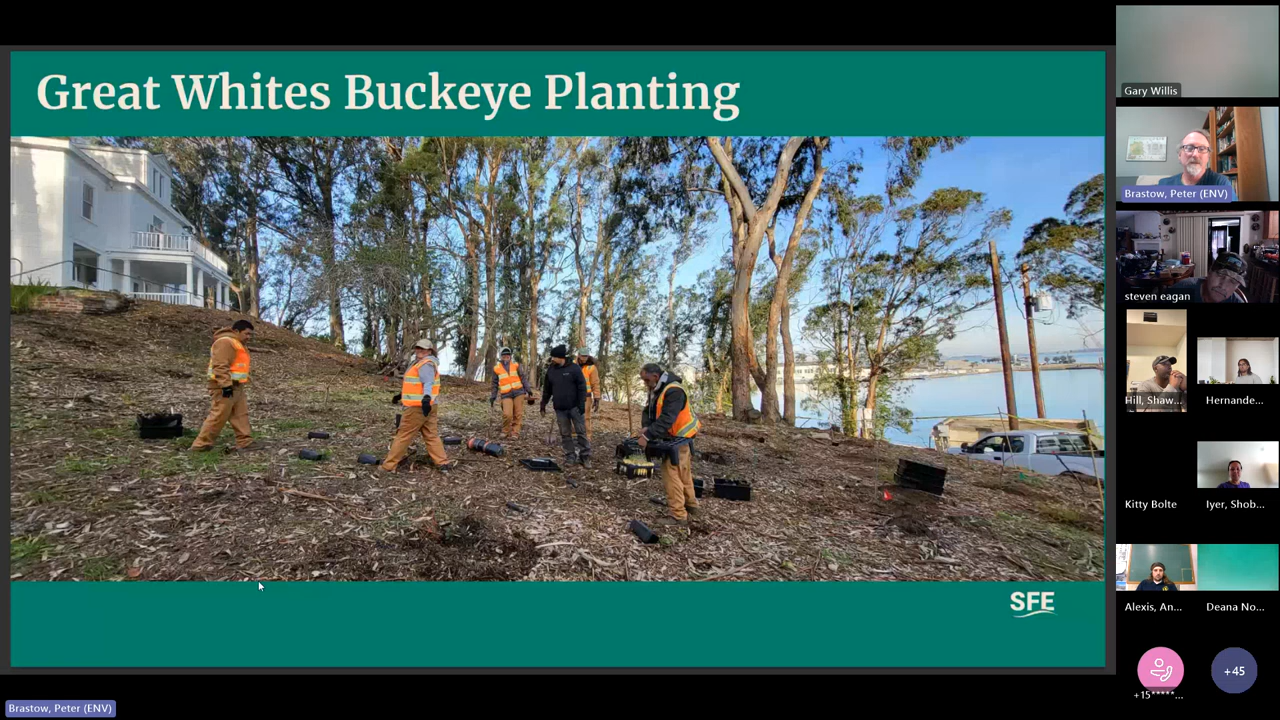 Great Whites Buckeye Planting
SFE
Gary Willis
Brastow, Peter (ENV)
steven eagan
Hill, Shaw...
Hernande...
Kitty Bolte
Iyer, Shob...
Alexis, An...
Deana No...
+15*****...
+45
Brastow, Peter (ENV)